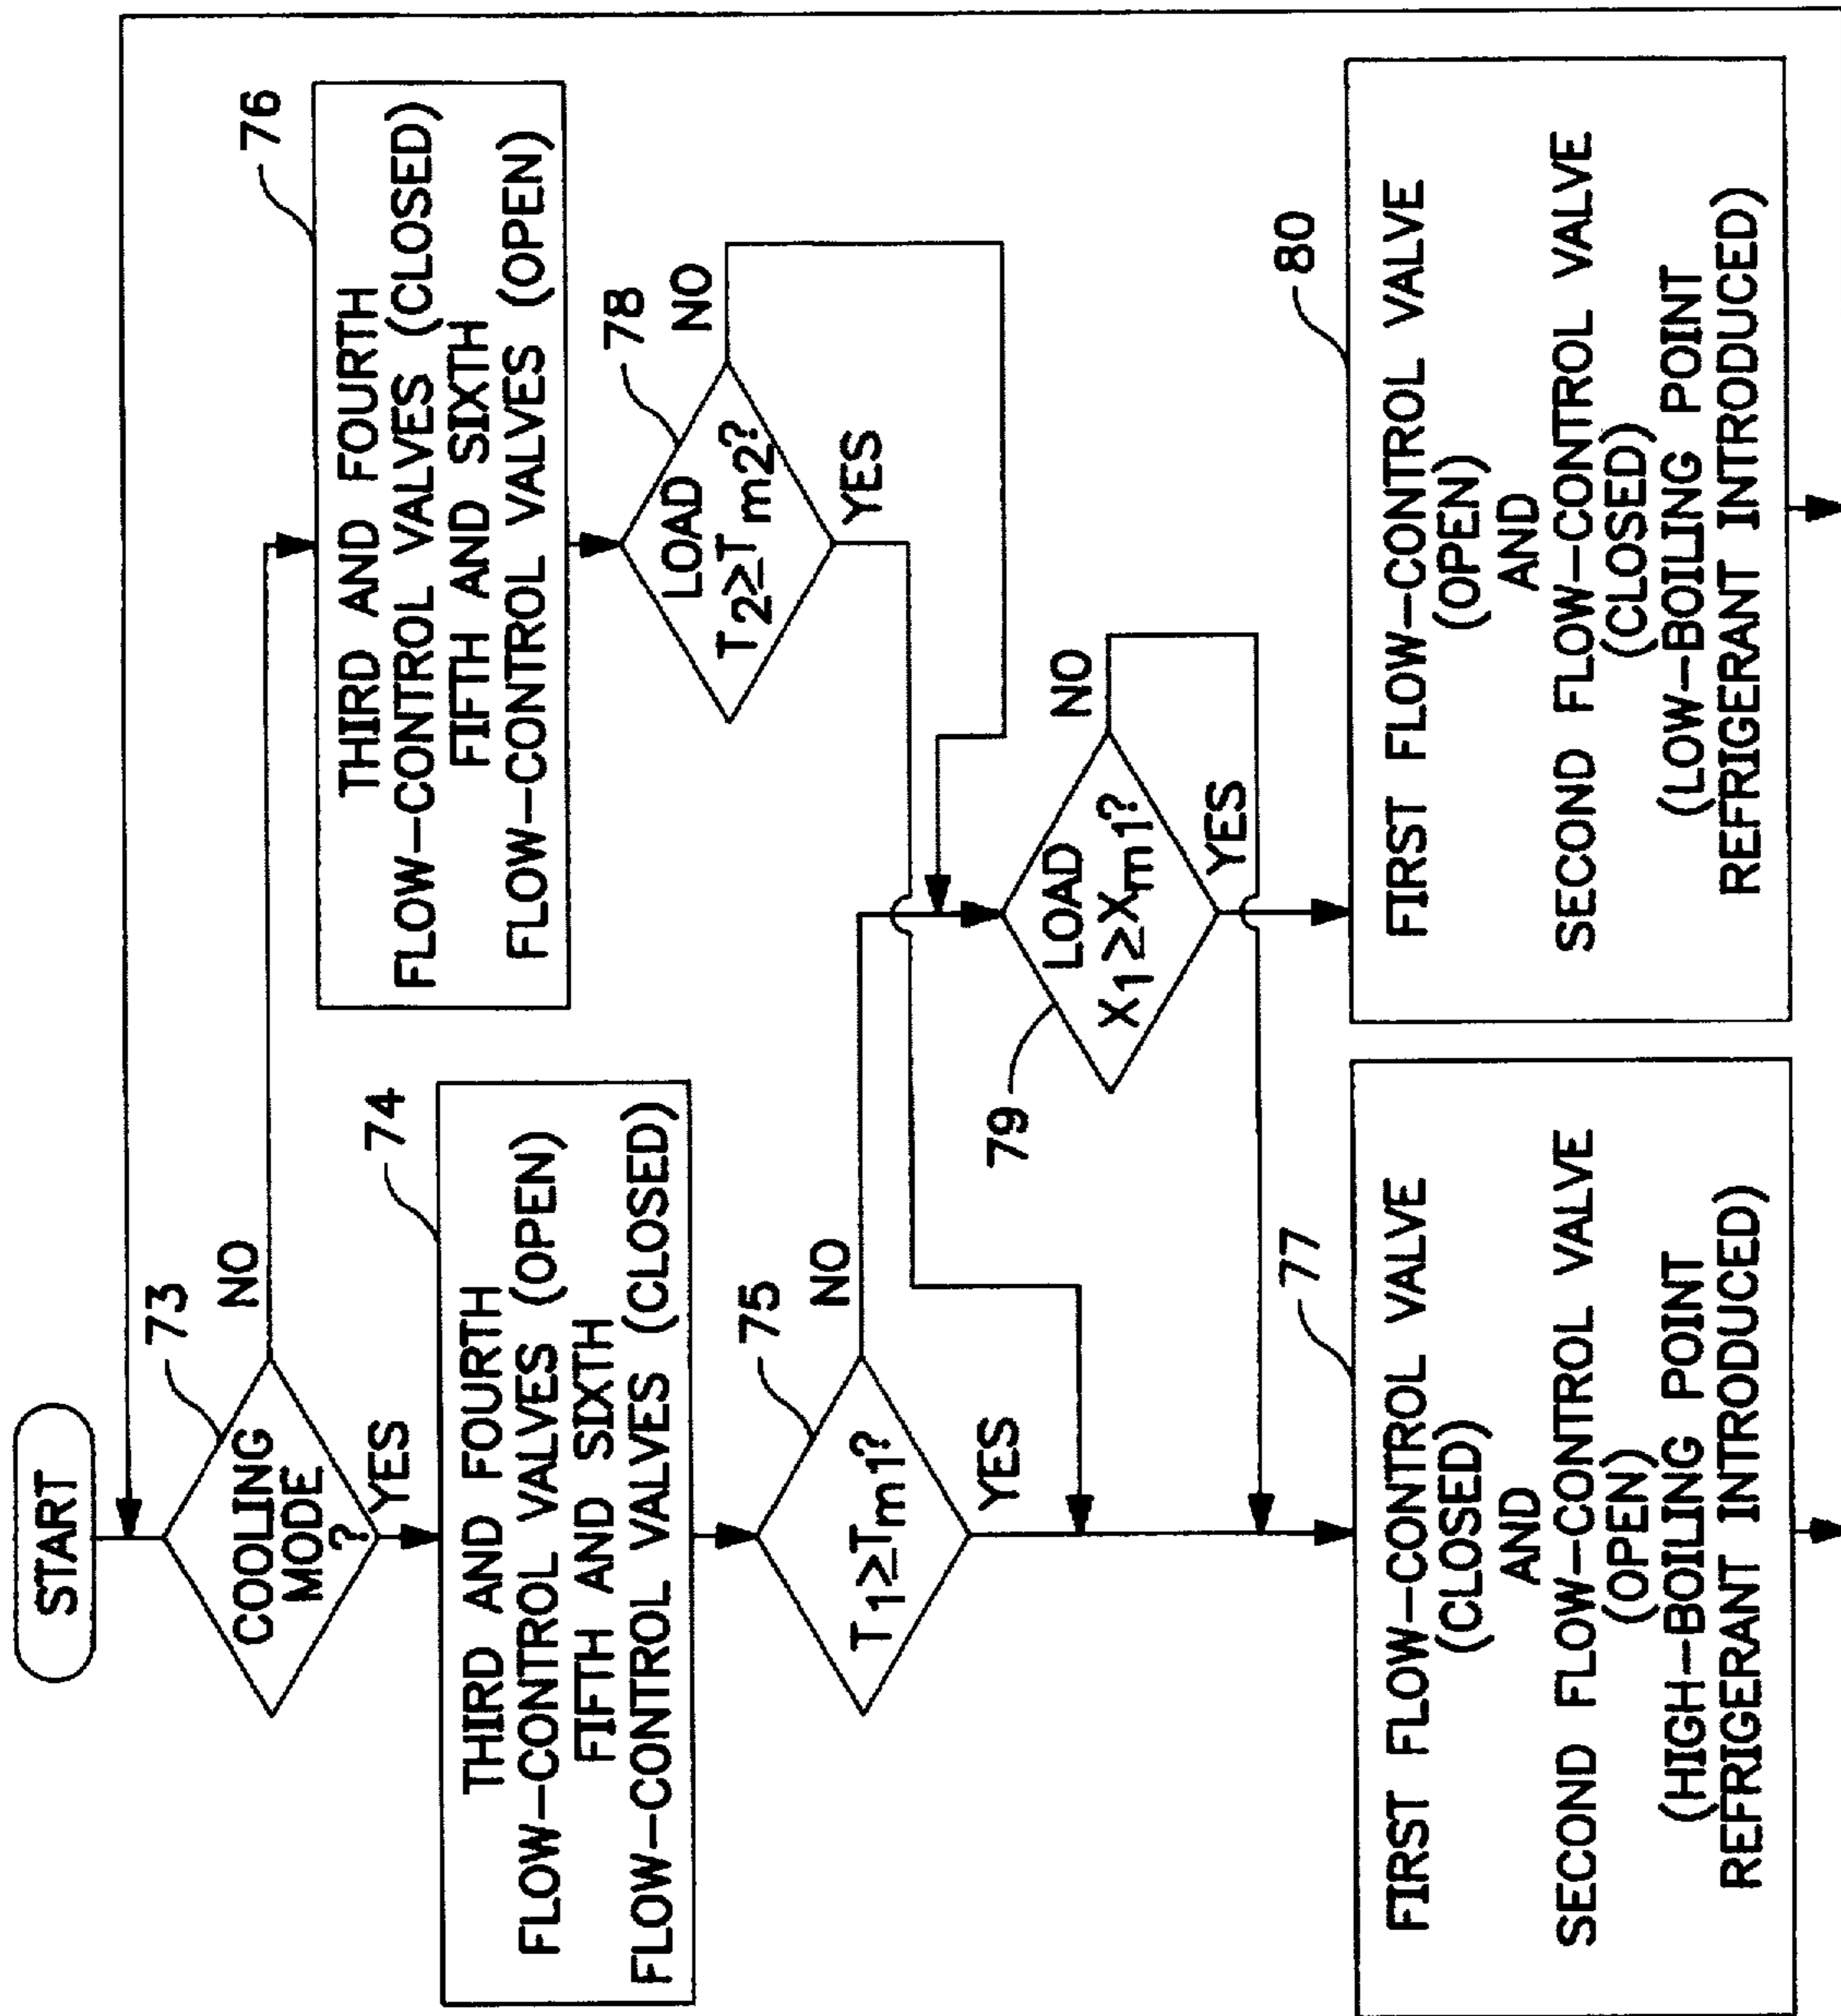 START
COOLING
MODE
?
73
NO
YES
THIRD AND FOURTH
FLOW-CONTROL VALVES (OPEN)
FIFTH AND SIXTH
FLOW-CONTROL VALVES (CLOSED)
74
THIRD AND FOURTH
FLOW-CONTROL VALVES (CLOSED)
FIFTH AND SIXTH
FLOW-CONTROL VALVES (OPEN)
76
T1≥Tm1?
75
NO
YES
LOAD
T2≥Tm2?
78
NO
YES
LOAD
X1≥Xm1?
79
NO
YES
FIRST FLOW-CONTROL VALVE
(CLOSED)
AND
SECOND FLOW-CONTROL VALVE
(OPEN)
(HIGH-BOILING POINT
REFRIGERANT INTRODUCED)
77
FIRST FLOW-CONTROL VALVE
(OPEN)
AND
SECOND FLOW-CONTROL VALVE
(CLOSED)
(LOW-BOILING POINT
REFRIGERANT INTRODUCED)
80